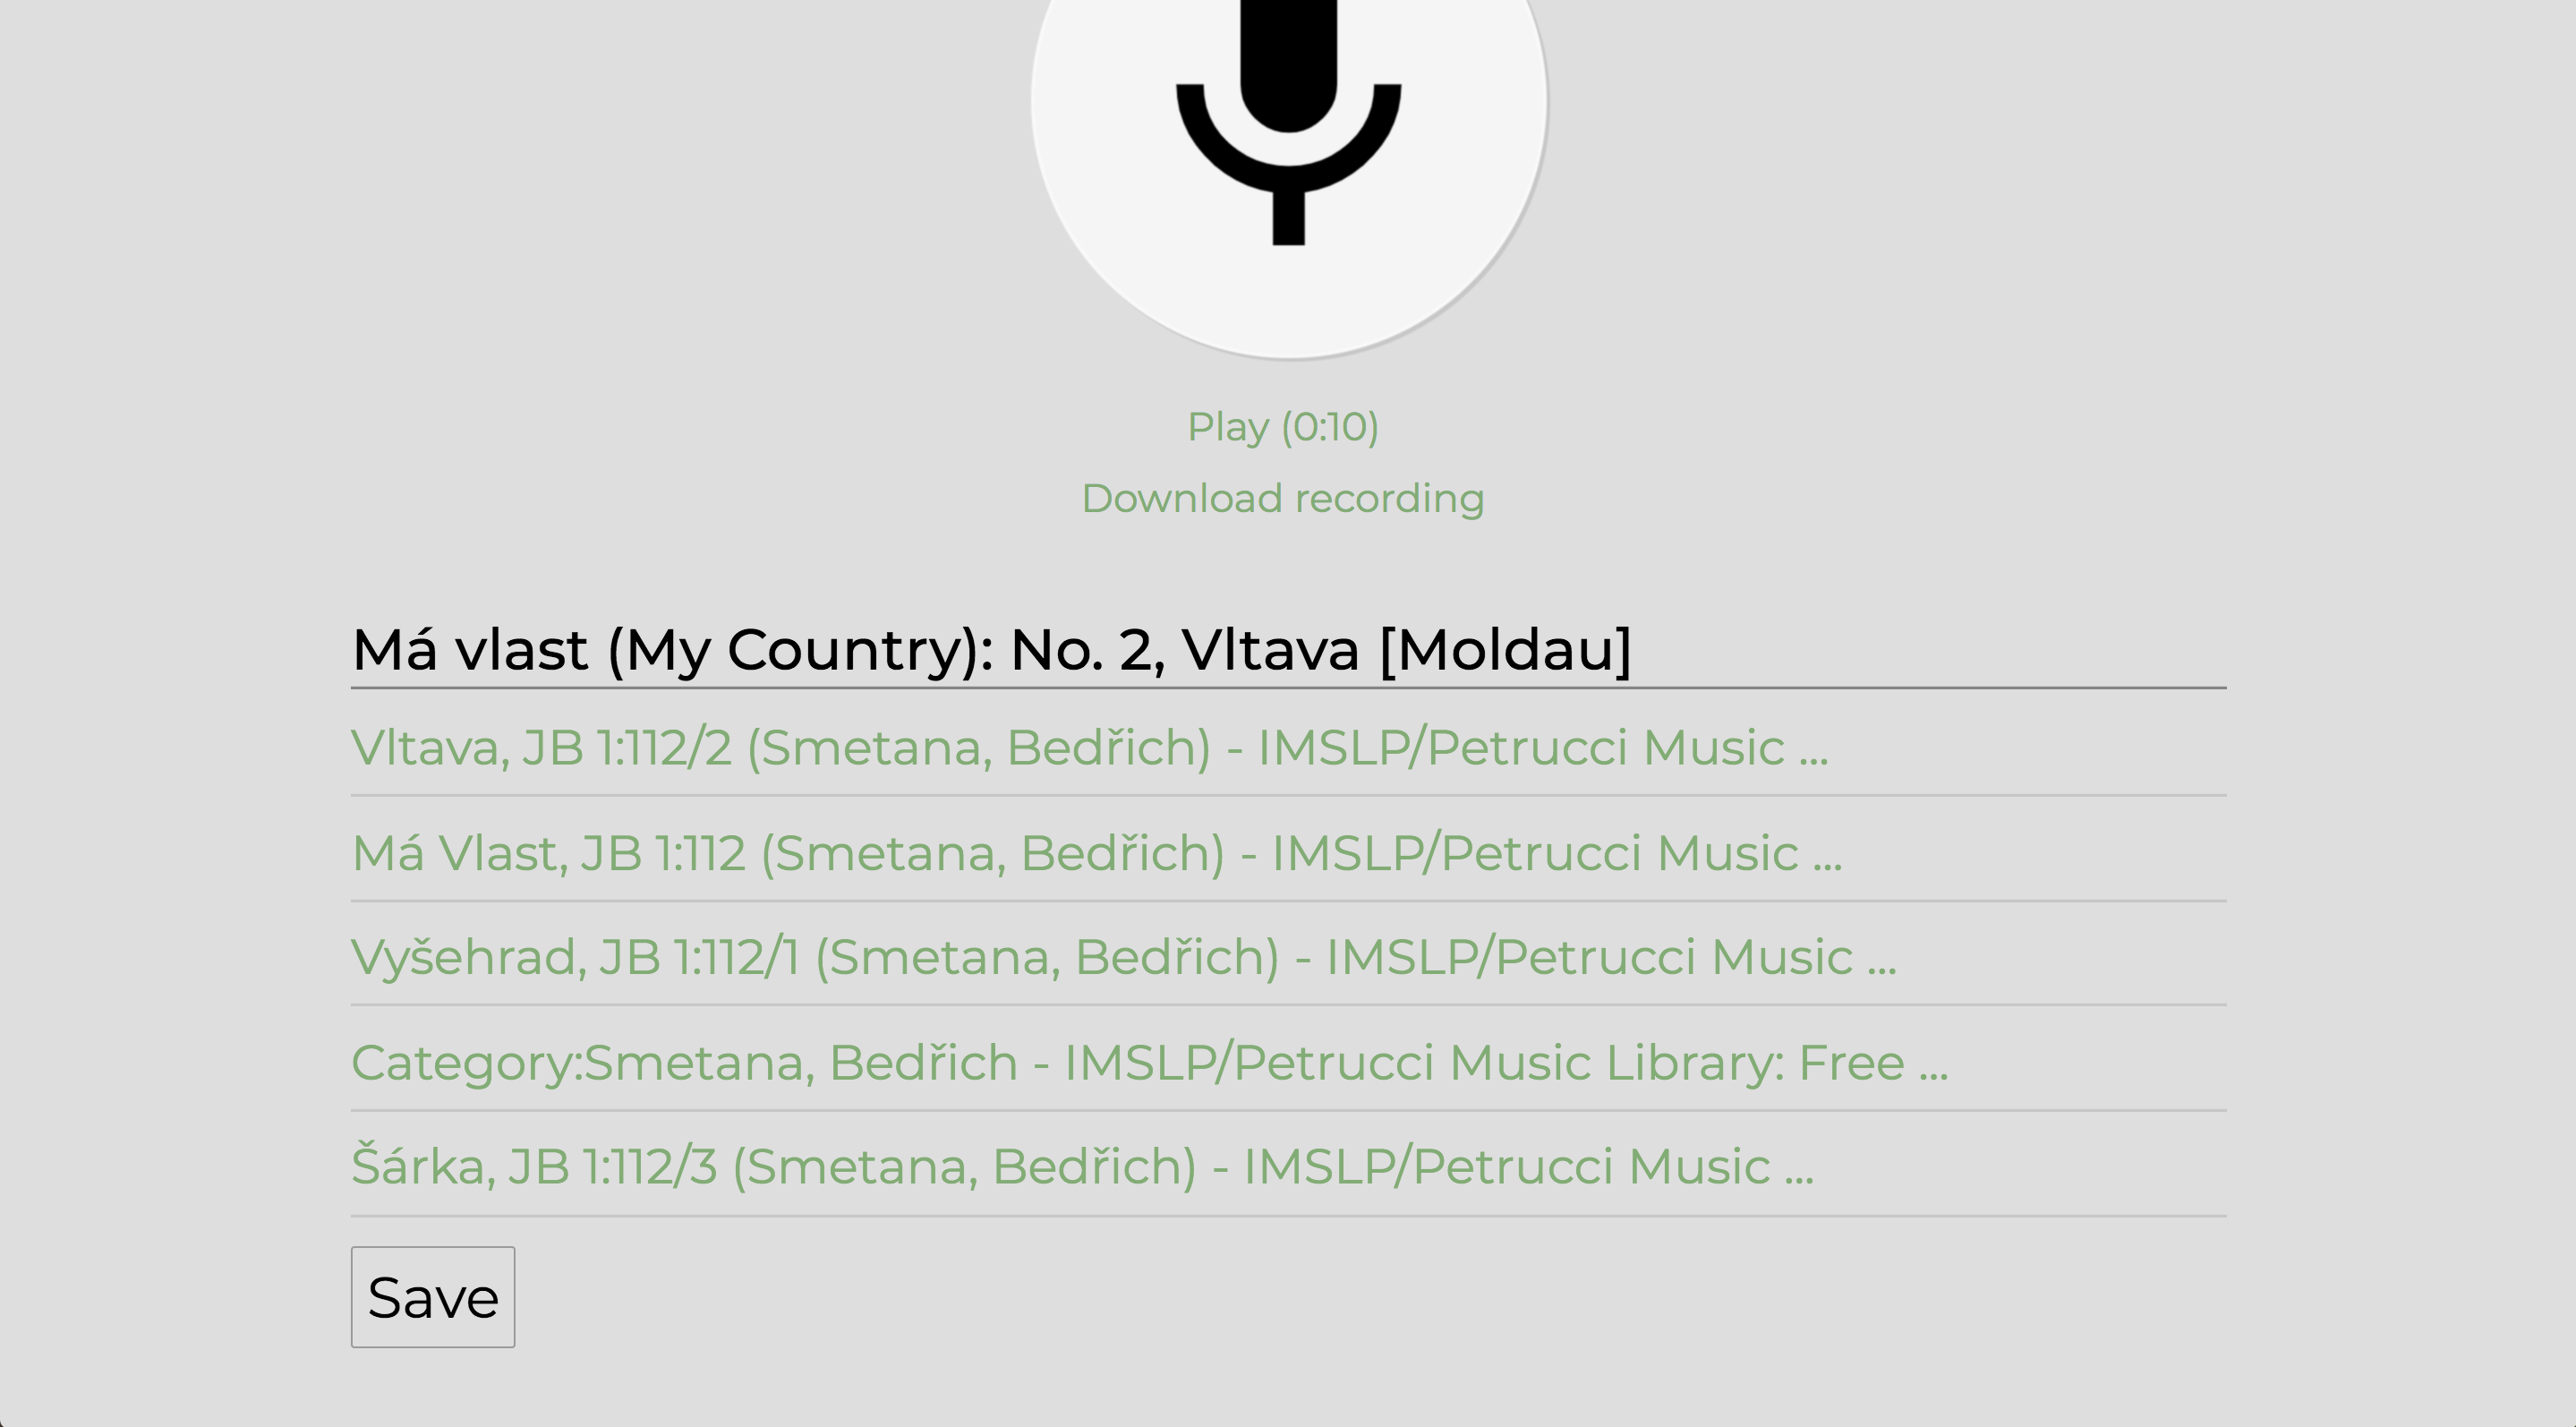 Play (0:10)
Download recording
Má vlast (My Country): No. 2, Vltava [Moldau]
Vltava, JB 1:112/2 (Smetana, Bedřich) - IMSLP/Petrucci Music ...
Má Vlast, JB 1:112 (Smetana, Bedřich) - IMSLP/Petrucci Music ...
Vyšehrad, JB 1:112/1 (Smetana, Bedřich) - IMSLP/Petrucci Music ...
Category:Smetana, Bedřich - IMSLP/Petrucci Music Library: Free ...
Šárka, JB 1:112/3 (Smetana, Bedřich) - IMSLP/Petrucci Music ...
Save